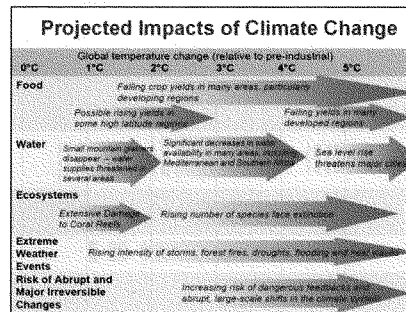 Projected Impacts of Climate Change
Global temperature change (relative to pre-industrial)
0°C 1°C 2°C 3°C 4°C 5°C
Food
Falling crop yields in many areas, particularly
developing regions
Possible rising yields in
some high latitude regions
Falling yields in many
developed regions
Water
Small mountain glaciers
disappear – water
supplies threatened in
several areas
Significant decreases in water
availability in many areas, including
Mediterranean and Southern Africa
Sea level rise
threatens major cities
Ecosystems
Extensive Damage
to Coral Reefs
Rising number of species face extinction
Extreme
Weather
Events
Rising intensity of storms, forest fires, droughts, flooding and heat waves
Risk of Abrupt and
Major Irreversible
Changes
Increasing risk of dangerous feedbacks and
abrupt, large-scale shifts in the climate system